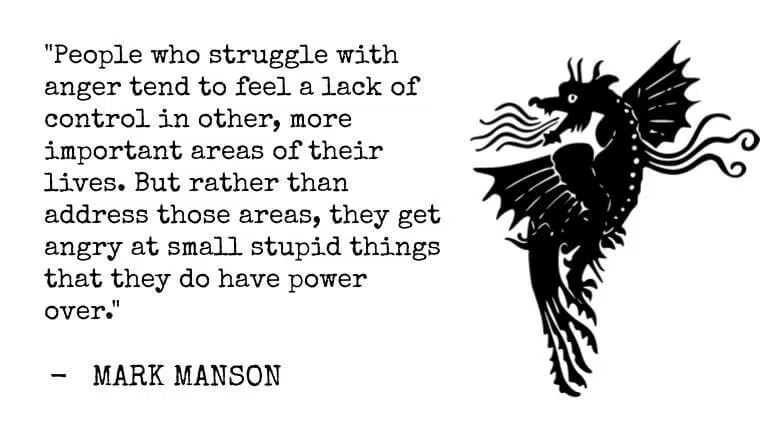 "People who struggle with
anger tend to feel a lack of
control in other, more
important areas of their
lives. But rather than
address those areas, they get
angry at small stupid things
that they do have power
over."
– MARK MANSON